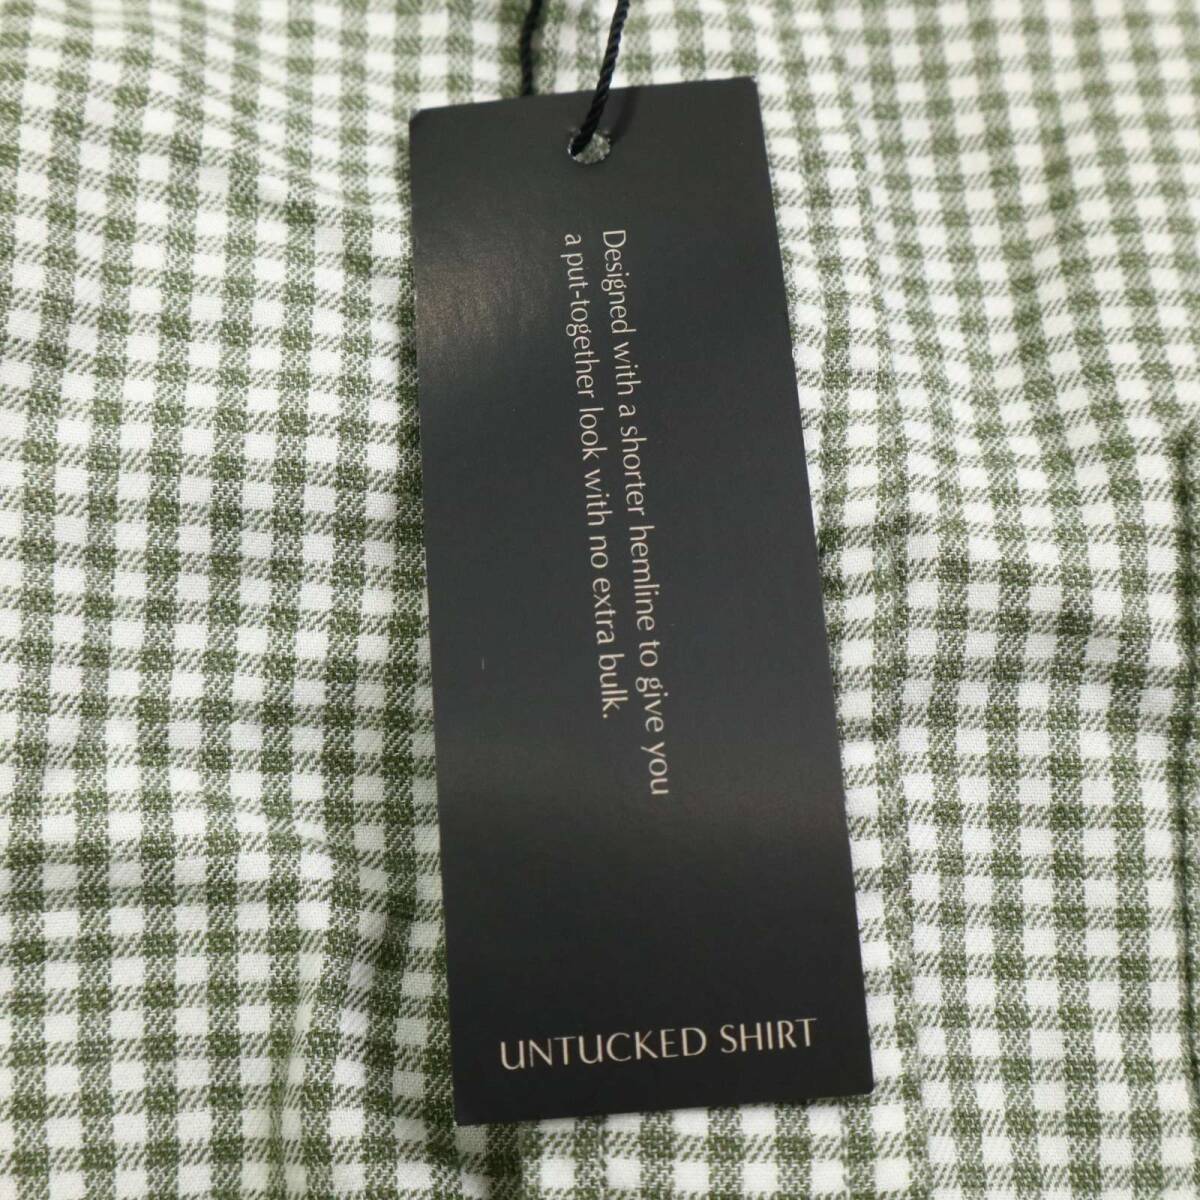 Designed with a shorter hemline to give you
a put-together look with no extra bulk.
UNTUCKED SHIRT